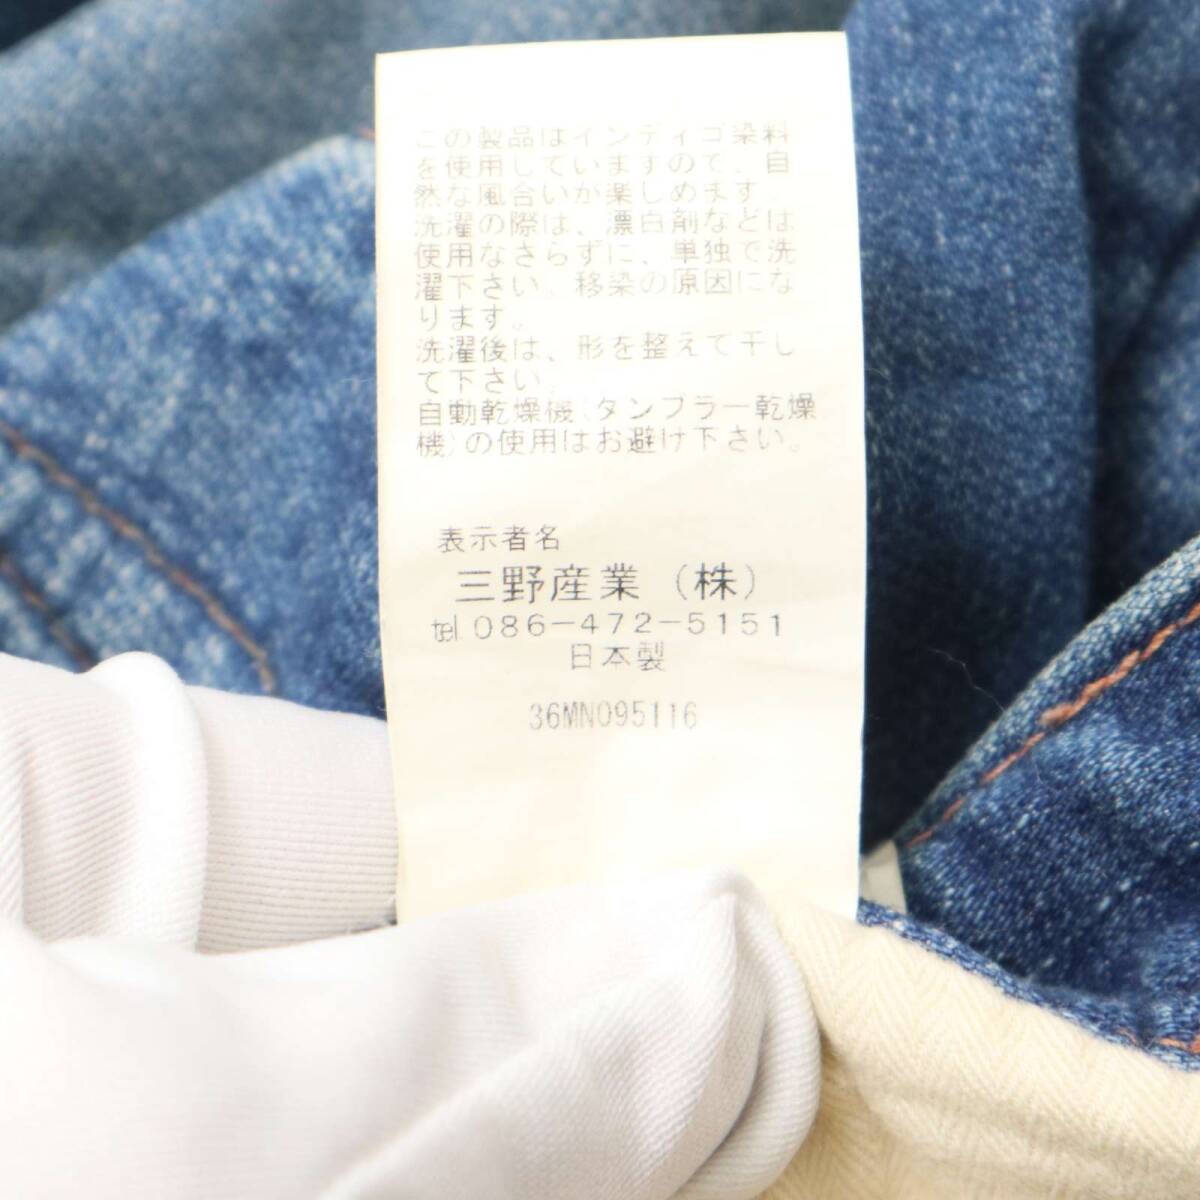 この製品はインディゴ染料
を使用していますので、自
然な風合いが楽しめます。
洗濯の際は、漂白剤などは
使用なさらずに、単独で洗
濯下さい。移染の原因にな
ります。
洗濯後は、形を整えて干し
て下さい。
自動乾燥機(タンブラー乾燥
機)の使用はお避け下さい。
表示者名
三野産業（株）
℡086-472-5151
日本製
36MN095116